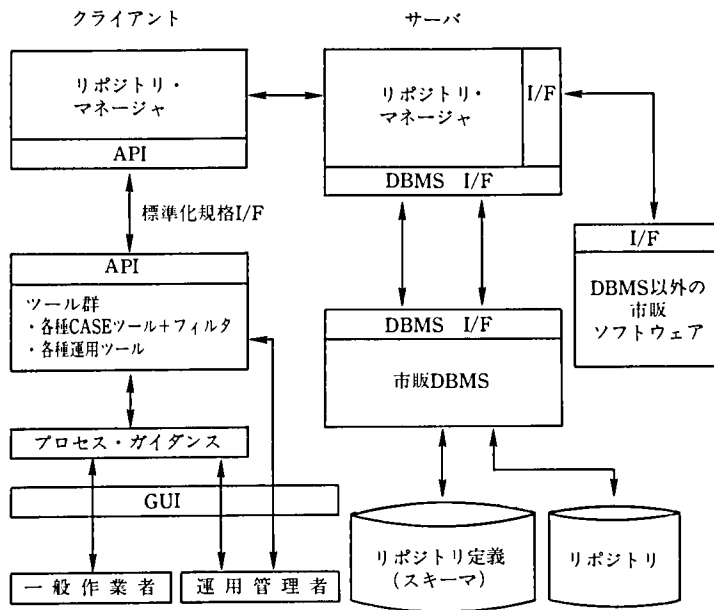 クライアント
サーバ
リポジトリ・
マネージャ
API
リポジトリ・
マネージャ
I/F
DBMS I/F
標準化規格I/F
API
ツール群
・各種CASEツール＋フィルタ
・各種運用ツール
I/F
DBMS以外の
市販
ソフトウェア
DBMS I/F
市販DBMS
プロセス・ガイダンス
GUI
リポジトリ定義
(スキーマ)
リポジトリ
一般作業者
運用管理者